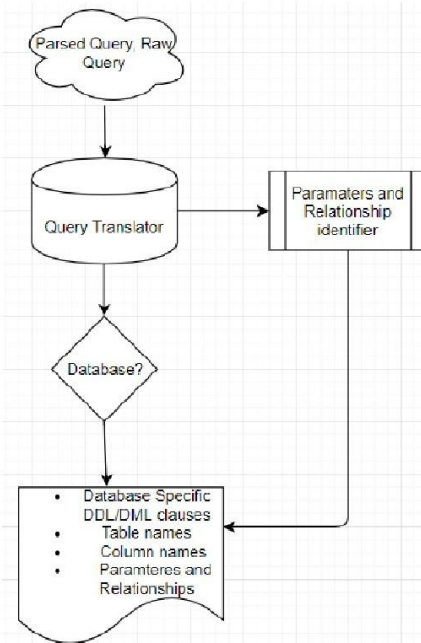 Parsed Query, Raw
Query
Query Translator
Paramaters and
Relationship
identifier
Database?
• Database Specific
DDL/DML clauses
• Table names
• Column names
• Paramteres and
Relationships